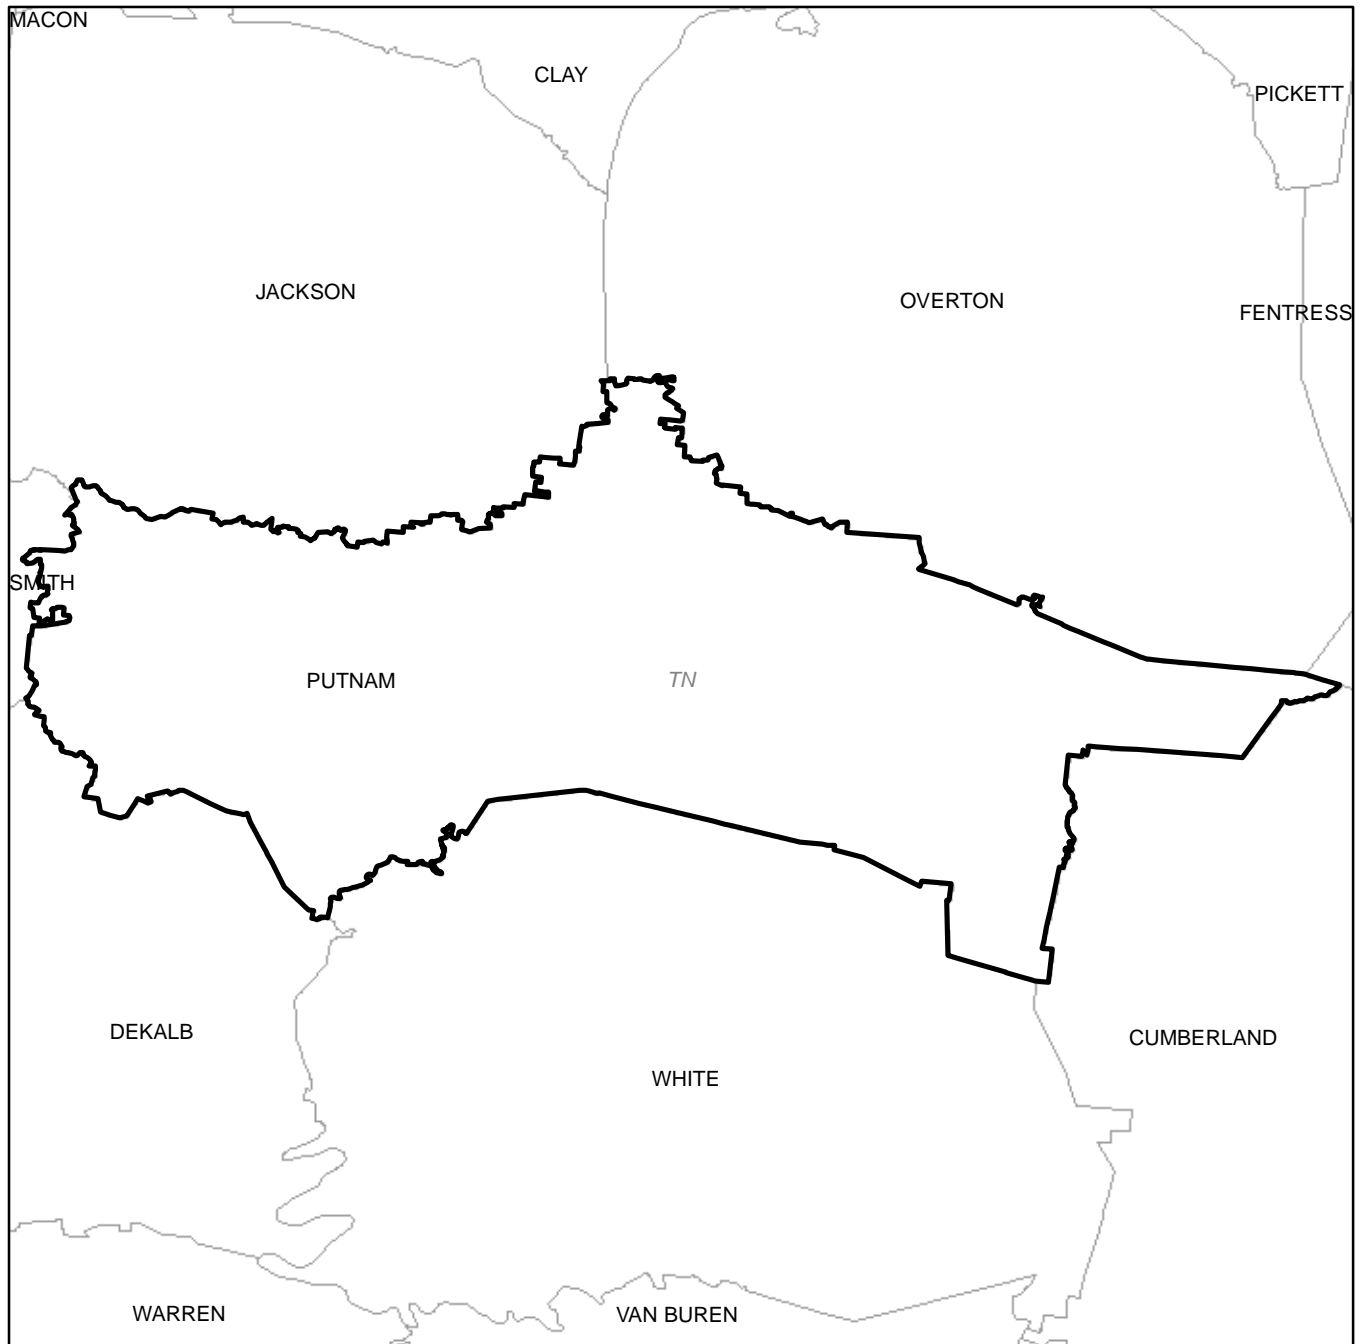 MACON
CLAY
PICKETT
JACKSON
OVERTON
FENTRESS
SMITH
PUTNAM
TN
DEKALB
CUMBERLAND
WHITE
WARREN
VAN BUREN